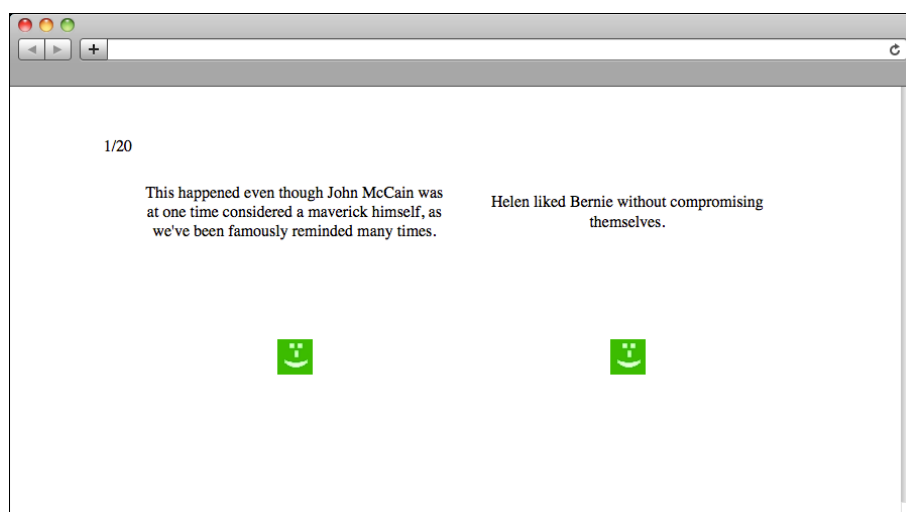 1/20
This happened even though John McCain was
at one time considered a maverick himself, as
we've been famously reminded many times.
Helen liked Bernie without compromising
themselves.